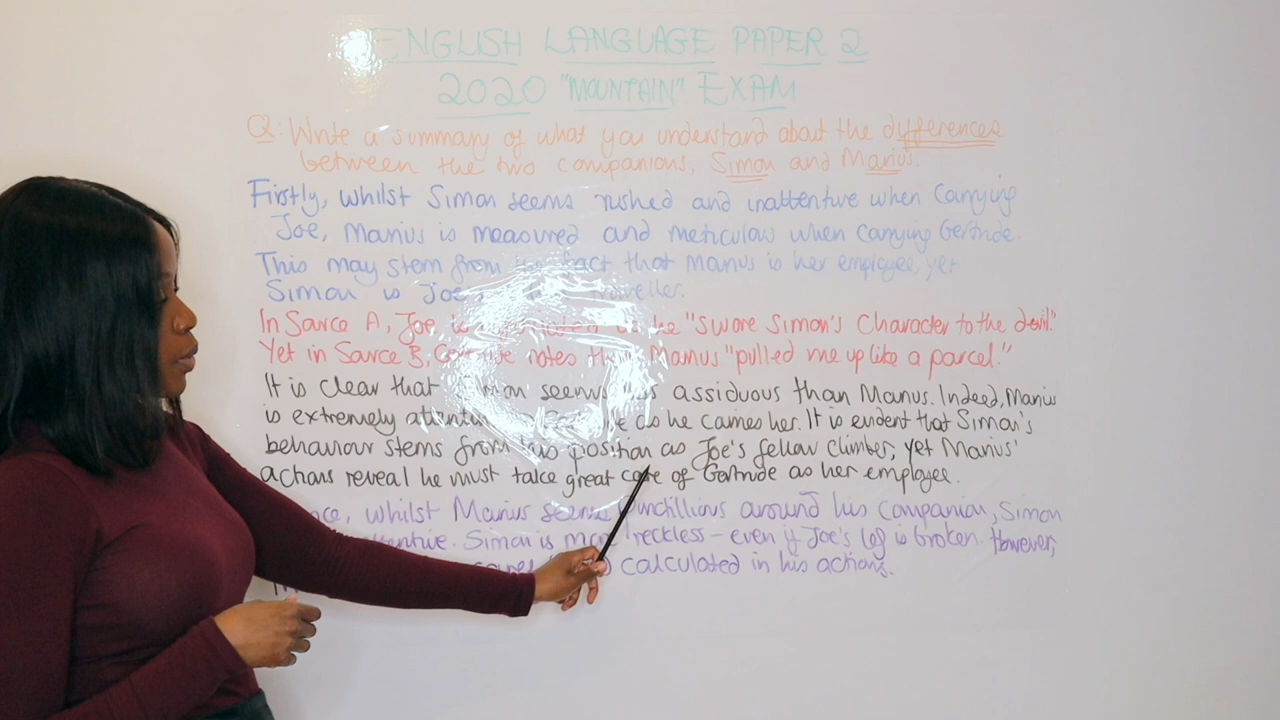 ENGLISH LANGUAGE PAPER 2
2020 "MOUNTAIN" EXAM
Q: Write a summary of what you understand about the differences
between the two companions, Simon and Marius.
Firstly, whilst Simon seems rushed and inattentive when carrying
Joe, Marius is measured and meticulous when carrying Gertrude.
This may stem from fact that Marius is her employee, yet
Simon is Joe
In Source A, Joe is he "swore Simon's character to the devil."
Yet in Source B, notes Marius "pulled me up like a parcel."
It is clear that Simon seems assiduous than Marius. Indeed, Marius
is extremely as he carries her. It is evident that Simon's
behaviour stems from his position as Joe's fellow climber, yet Marius'
actions reveal he must take great care of Gertrude as her employee.
whilst Marius seems punctillious around his companion, Simon
Simon is more reckless - even if Joe's leg is broken. However,
calculated in his actions.